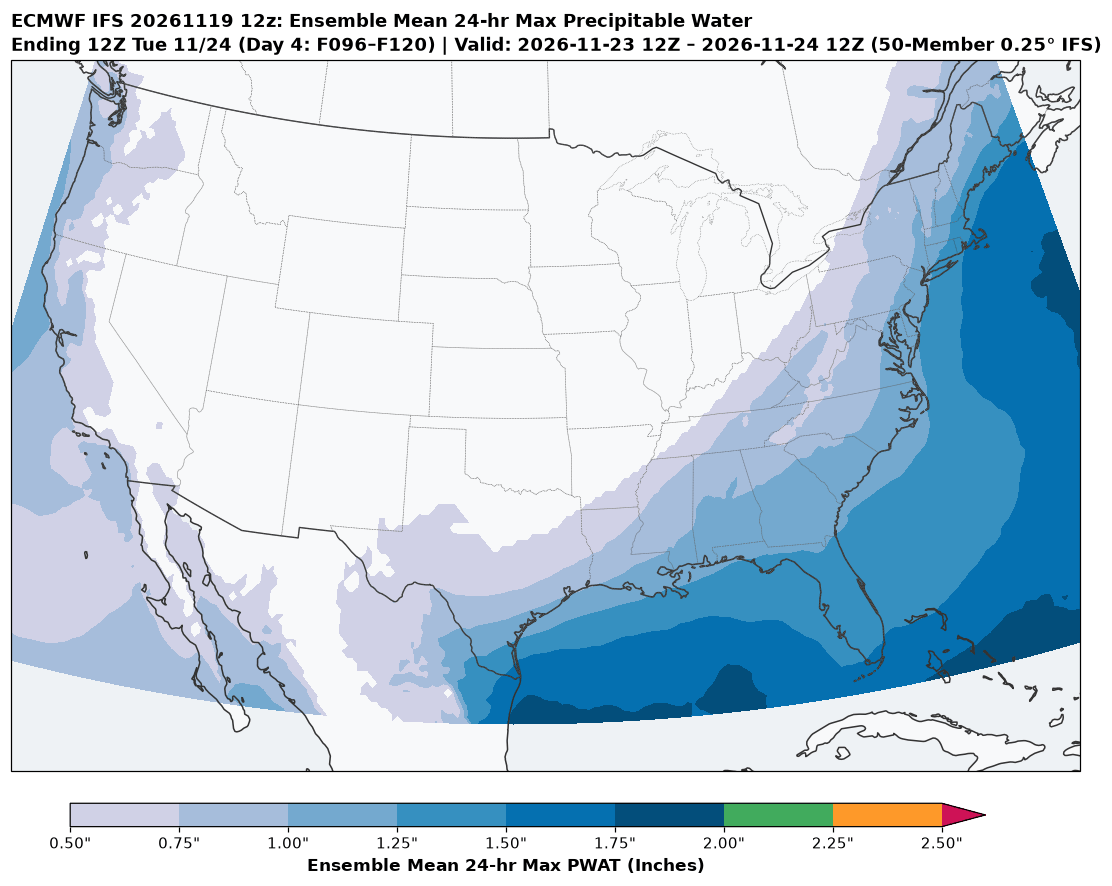 ECMWF IFS 20261119 12z: Ensemble Mean 24-hr Max Precipitable Water
Ending 12Z Tue 11/24 (Day 4: F096–F120) | Valid: 2026-11-23 12Z – 2026-11-24 12Z (50-Member 0.25° IFS)
0.50" 0.75" 1.00" 1.25" 1.50" 1.75" 2.00" 2.25" 2.50"
Ensemble Mean 24-hr Max PWAT (Inches)